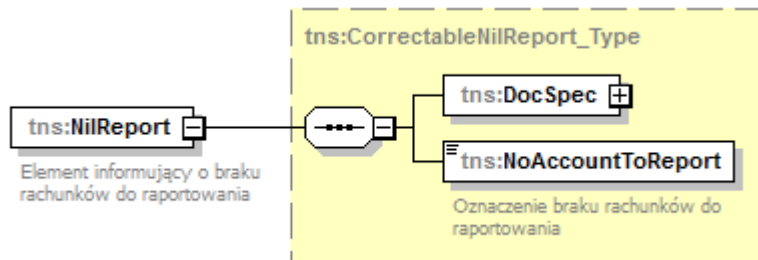 tns:CorrectableNilReport_Type
tns:DocSpec
tns:NilReport
Element informujący o braku
rachunków do raportowania
tns:NoAccountToReport
Oznaczenie braku rachunków do
raportowania